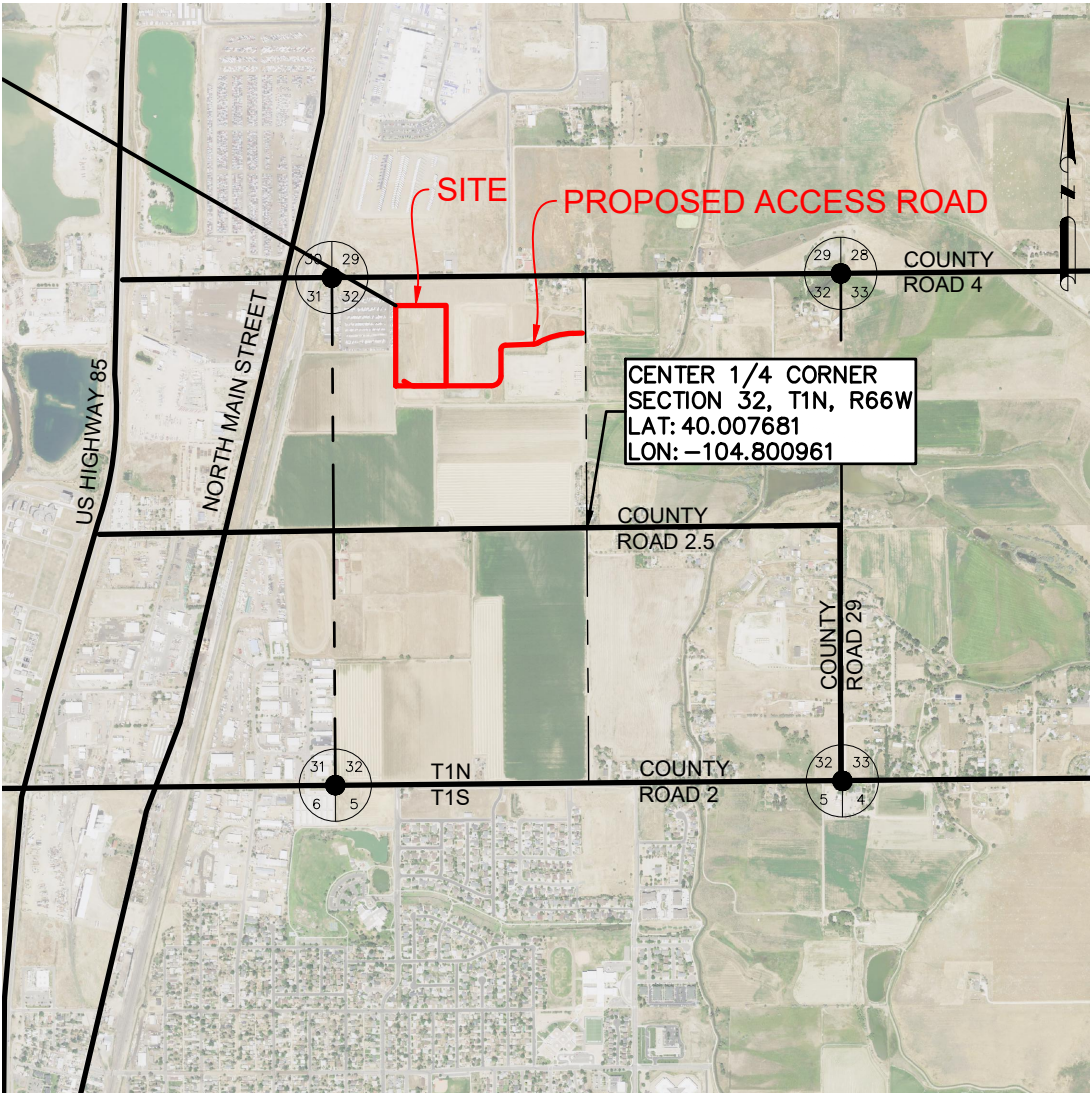 SITE
PROPOSED ACCESS ROAD
30 29
31 32
29 28
32 33
COUNTY
ROAD 4
N
US HIGHWAY 85
NORTH MAIN STREET
CENTER 1/4 CORNER
SECTION 32, T1N, R66W
LAT: 40.007681
LON: -104.800961
COUNTY
ROAD 2.5
COUNTY
ROAD 29
31 32
6 5
T1N
T1S
COUNTY
ROAD 2
32 33
5 4